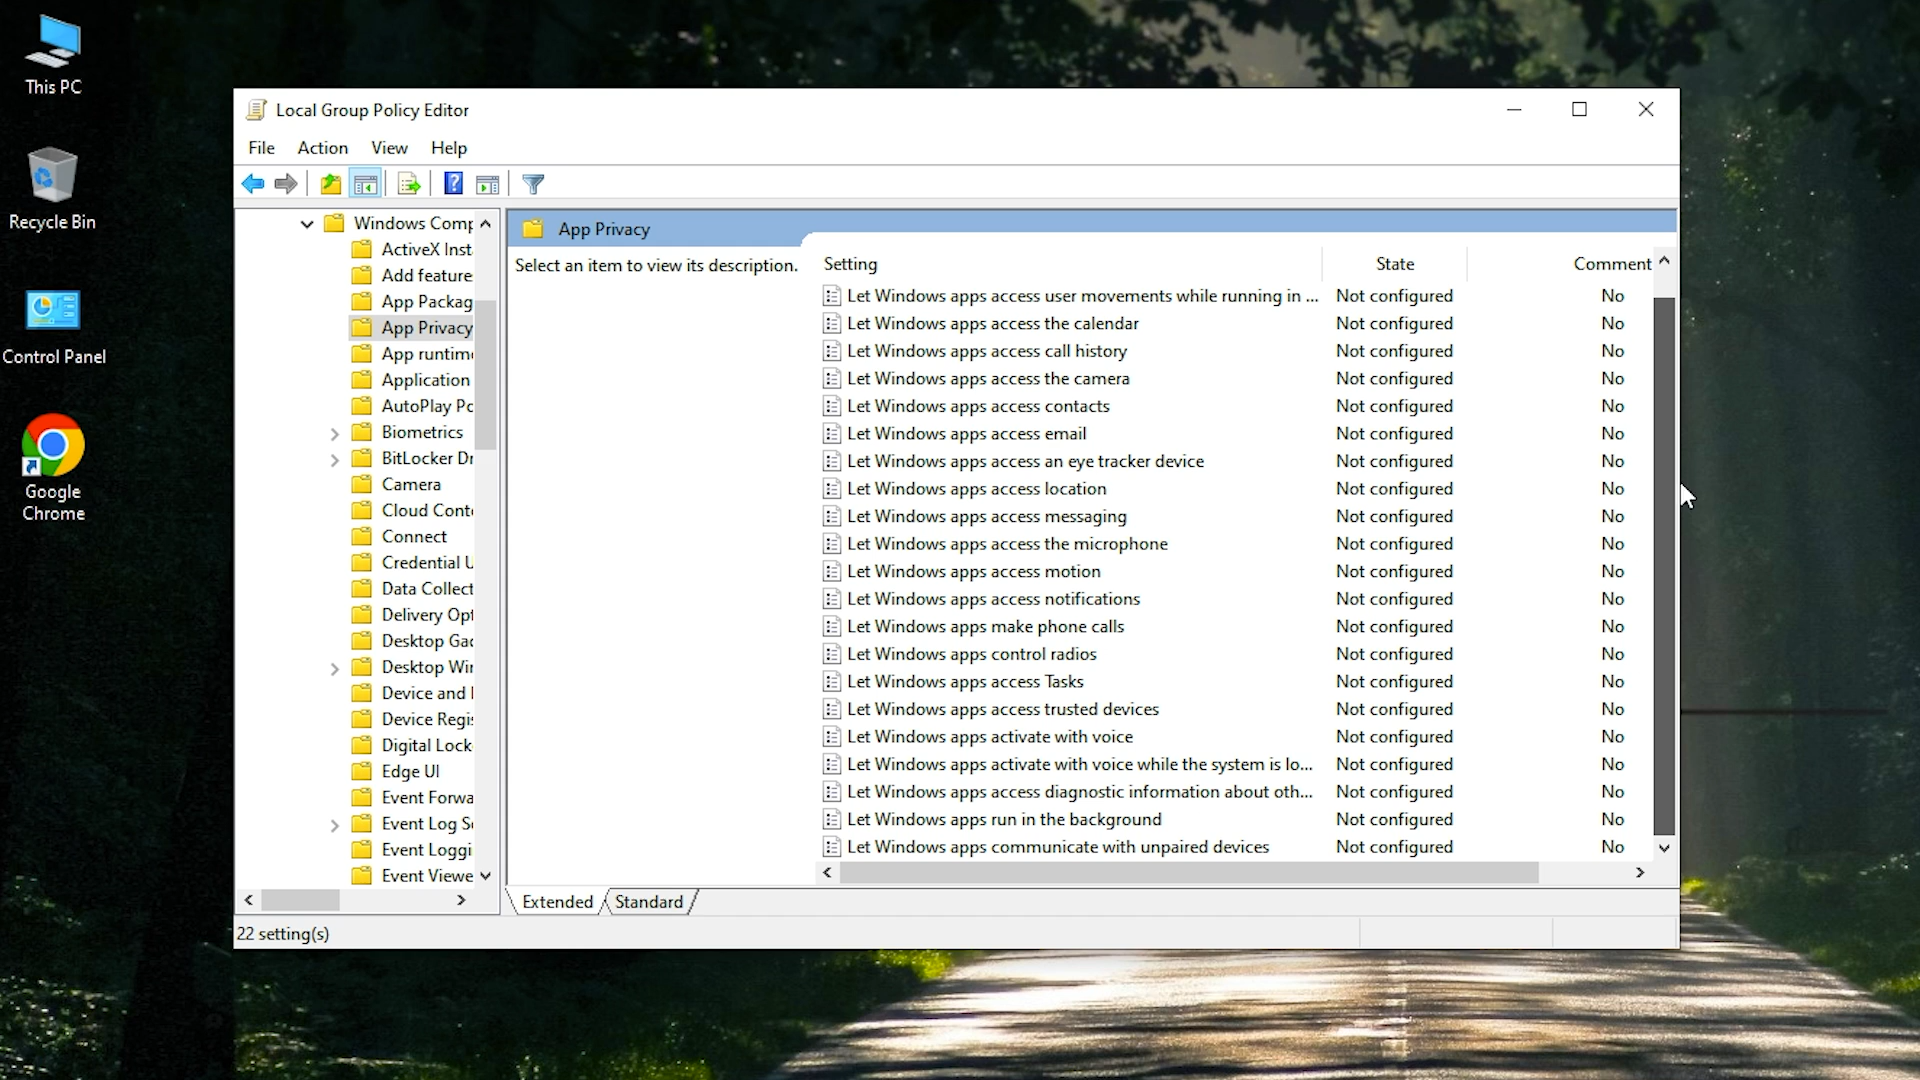 This PC
Recycle Bin
Control Panel
Google
Chrome
Local Group Policy Editor
File Action View Help
Windows Comp
ActiveX Inst
Add feature
App Packag
App Privacy
App runtim
Application
AutoPlay Po
Biometrics
BitLocker Dr
Camera
Cloud Cont
Connect
Credential U
Data Collect
Delivery Opt
Desktop Gad
Desktop Win
Device and
Device Regis
Digital Lock
Edge UI
Event Forwa
Event Log Se
Event Loggi
Event Viewe
App Privacy
Select an item to view its description.
Setting State Comment
Let Windows apps access user movements while running in ... Not configured No
Let Windows apps access the calendar Not configured No
Let Windows apps access call history Not configured No
Let Windows apps access the camera Not configured No
Let Windows apps access contacts Not configured No
Let Windows apps access email Not configured No
Let Windows apps access an eye tracker device Not configured No
Let Windows apps access location Not configured No
Let Windows apps access messaging Not configured No
Let Windows apps access the microphone Not configured No
Let Windows apps access motion Not configured No
Let Windows apps access notifications Not configured No
Let Windows apps make phone calls Not configured No
Let Windows apps control radios Not configured No
Let Windows apps access Tasks Not configured No
Let Windows apps access trusted devices Not configured No
Let Windows apps activate with voice Not configured No
Let Windows apps activate with voice while the system is lo... Not configured No
Let Windows apps access diagnostic information about oth... Not configured No
Let Windows apps run in the background Not configured No
Let Windows apps communicate with unpaired devices Not configured No
Extended Standard
22 setting(s)